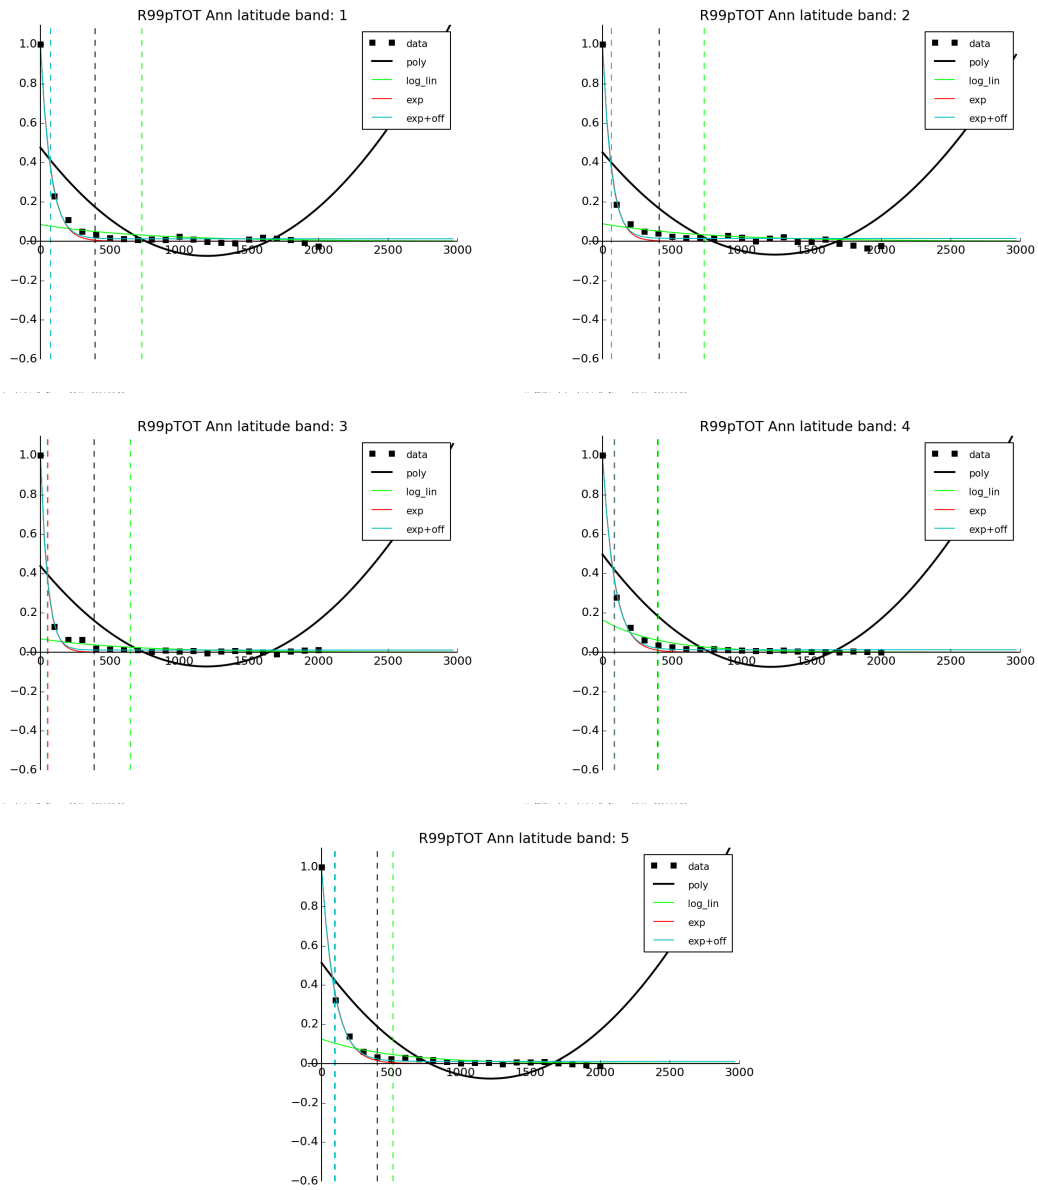 R99pTOT Ann latitude band: 1
1.0
0.8
0.6
0.4
0.2
0.0
−0.2
−0.4
−0.6
0 500 1000 1500 2000 2500 3000
data
poly
log_lin
exp
exp+off
R99pTOT Ann latitude band: 2
1.0
0.8
0.6
0.4
0.2
0.0
−0.2
−0.4
−0.6
0 500 1000 1500 2000 2500 3000
data
poly
log_lin
exp
exp+off
R99pTOT Ann latitude band: 3
1.0
0.8
0.6
0.4
0.2
0.0
−0.2
−0.4
−0.6
0 500 1000 1500 2000 2500 3000
data
poly
log_lin
exp
exp+off
R99pTOT Ann latitude band: 4
1.0
0.8
0.6
0.4
0.2
0.0
−0.2
−0.4
−0.6
0 500 1000 1500 2000 2500 3000
data
poly
log_lin
exp
exp+off
R99pTOT Ann latitude band: 5
1.0
0.8
0.6
0.4
0.2
0.0
−0.2
−0.4
−0.6
0 500 1000 1500 2000 2500 3000
data
poly
log_lin
exp
exp+off